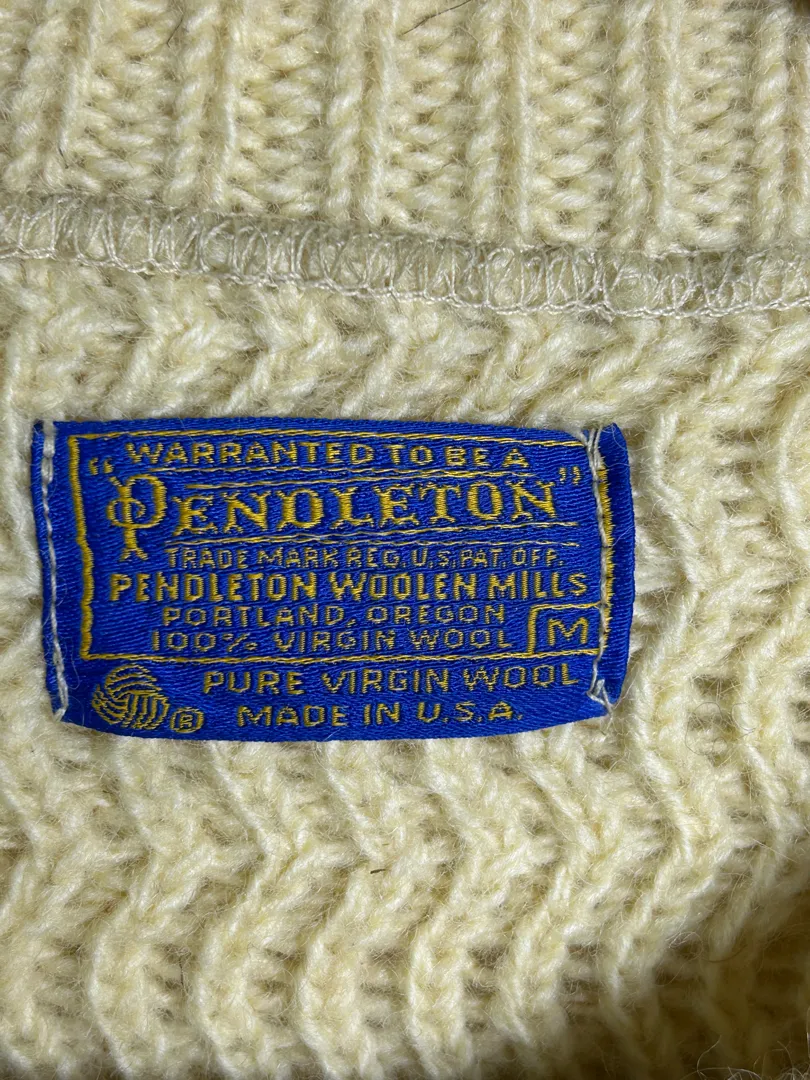 "WARRANTED TO BE A
PENDLETON"
TRADE MARK REG. U.S. PAT. OFF.
PENDLETON WOOLEN MILLS
PORTLAND, OREGON
100% VIRGIN WOOL M
PURE VIRGIN WOOL
® MADE IN U.S.A.